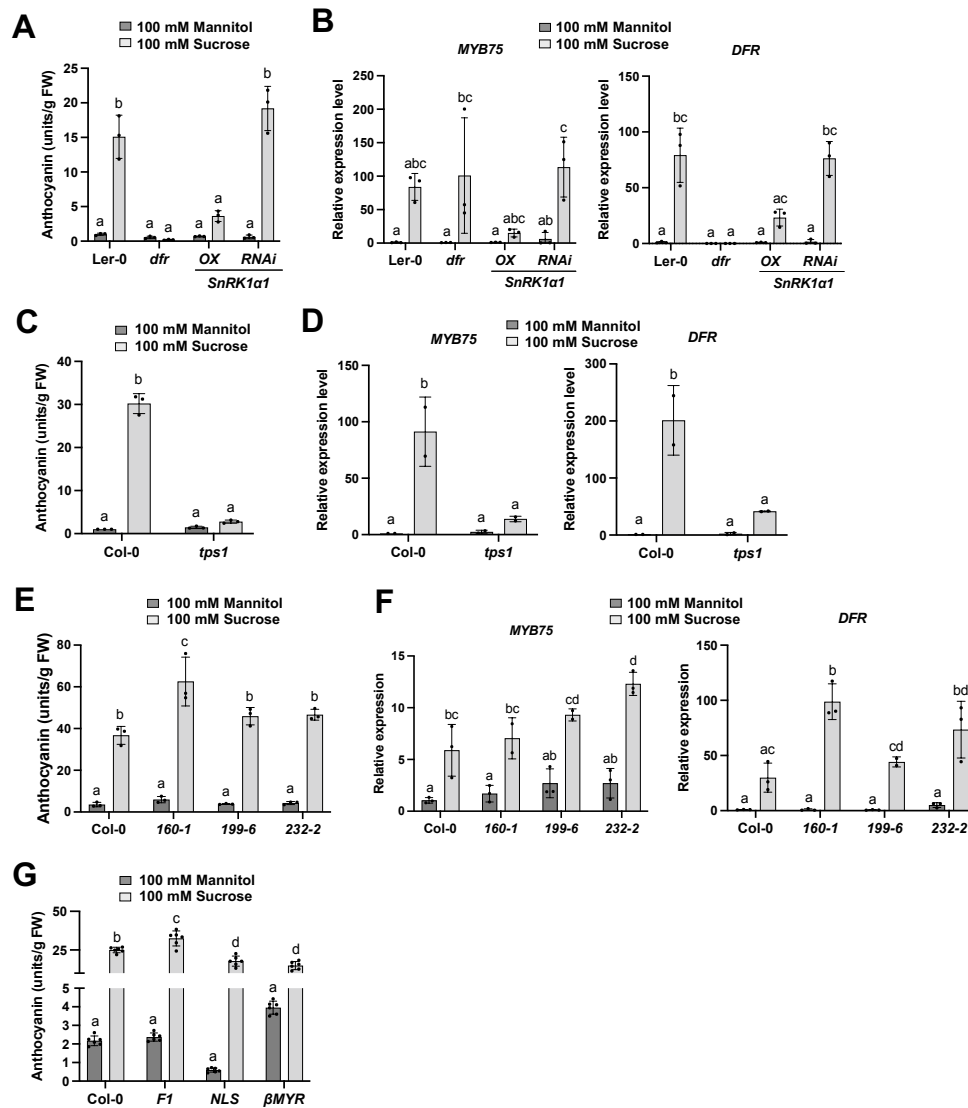 A
100 mM Mannitol
100 mM Sucrose
Anthocyanin (units/g FW)
25
20
15
10
5
0
a b a a a a a b
Ler-0 dfr OX RNAi
SnRK1α1
B
100 mM Mannitol
100 mM Sucrose
MYB75
Relative expression level
250
200
150
100
50
0
a abc a bc a abc ab c
Ler-0 dfr OX RNAi
SnRK1α1
DFR
Relative expression level
150
100
50
0
a bc a a a ac a bc
Ler-0 dfr OX RNAi
SnRK1α1
C
100 mM Mannitol
100 mM Sucrose
Anthocyanin (units/g FW)
40
30
20
10
0
a b a a
Col-0 tps1
D
100 mM Mannitol
100 mM Sucrose
MYB75
Relative expression level
150
100
50
0
a b a a
Col-0 tps1
DFR
Relative expression level
300
200
100
0
a b a a
Col-0 tps1
E
100 mM Mannitol
100 mM Sucrose
Anthocyanin (units/g FW)
80
60
40
20
0
a b a c a b a b
Col-0 160-1 199-6 232-2
F
100 mM Mannitol
100 mM Sucrose
MYB75
Relative expression
15
10
5
0
a bc a bc ab cd ab d
Col-0 160-1 199-6 232-2
DFR
Relative expression
150
100
50
0
a ac a b a cd a bd
Col-0 160-1 199-6 232-2
G
100 mM Mannitol
100 mM Sucrose
Anthocyanin (units/g FW)
50
25
5
4
3
2
1
0
a b a c a d a d
Col-0 F1 NLS βMYR